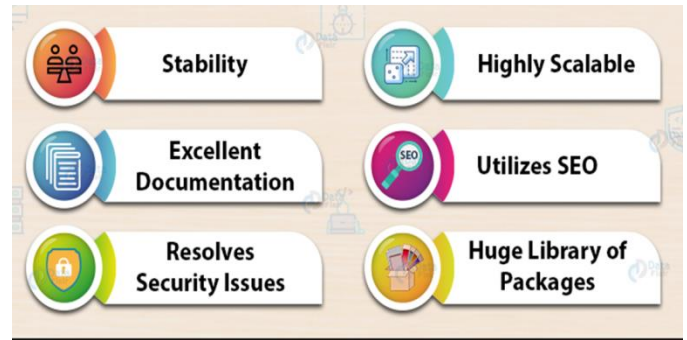 Stability
Highly Scalable
Excellent
Documentation
SEO
Utilizes SEO
Resolves
Security Issues
Huge Library of
Packages